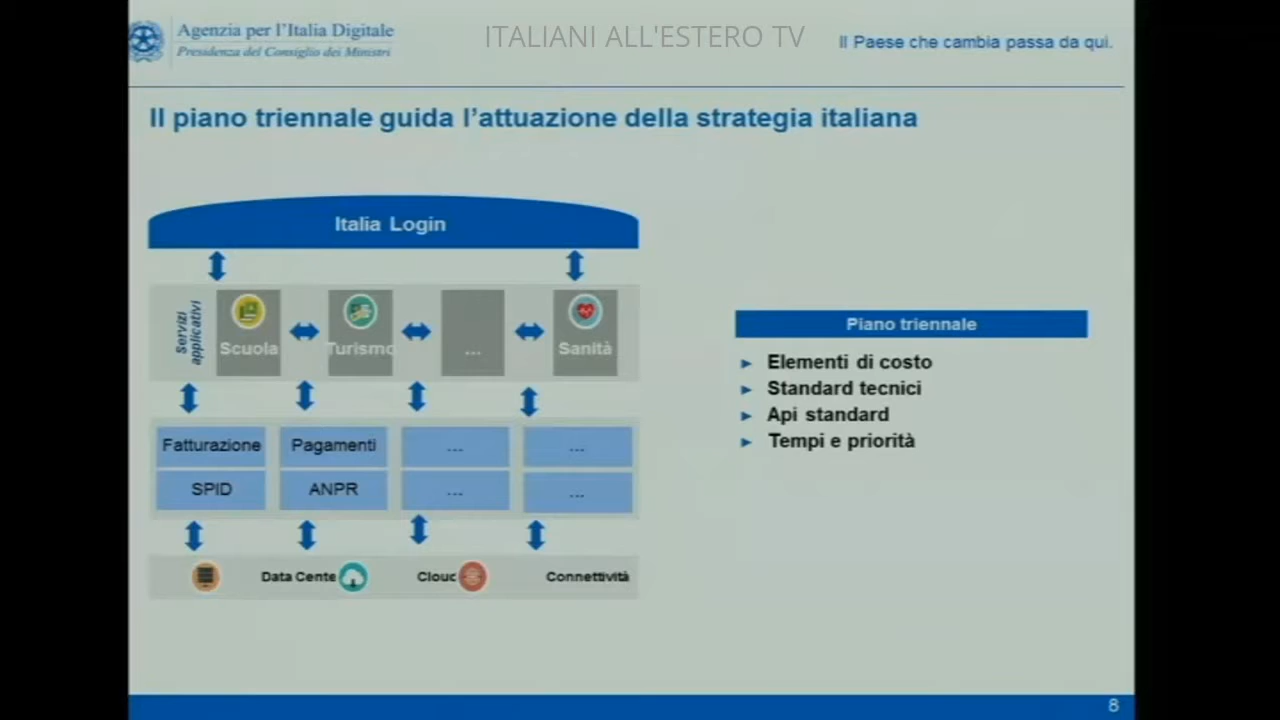 Agenzia per l'Italia Digitale
Presidenza del Consiglio dei Ministri
ITALIANI ALL'ESTERO TV
Il Paese che cambia passa da qui.
Il piano triennale guida l'attuazione della strategia italiana
Italia Login
Servizi
applicativi
Scuola
Turismo
...
Sanità
Fatturazione
Pagamenti
...
...
SPID
ANPR
...
...
Data Cente
Clouc
Connettività
Piano triennale
► Elementi di costo
► Standard tecnici
► Api standard
► Tempi e priorità
8